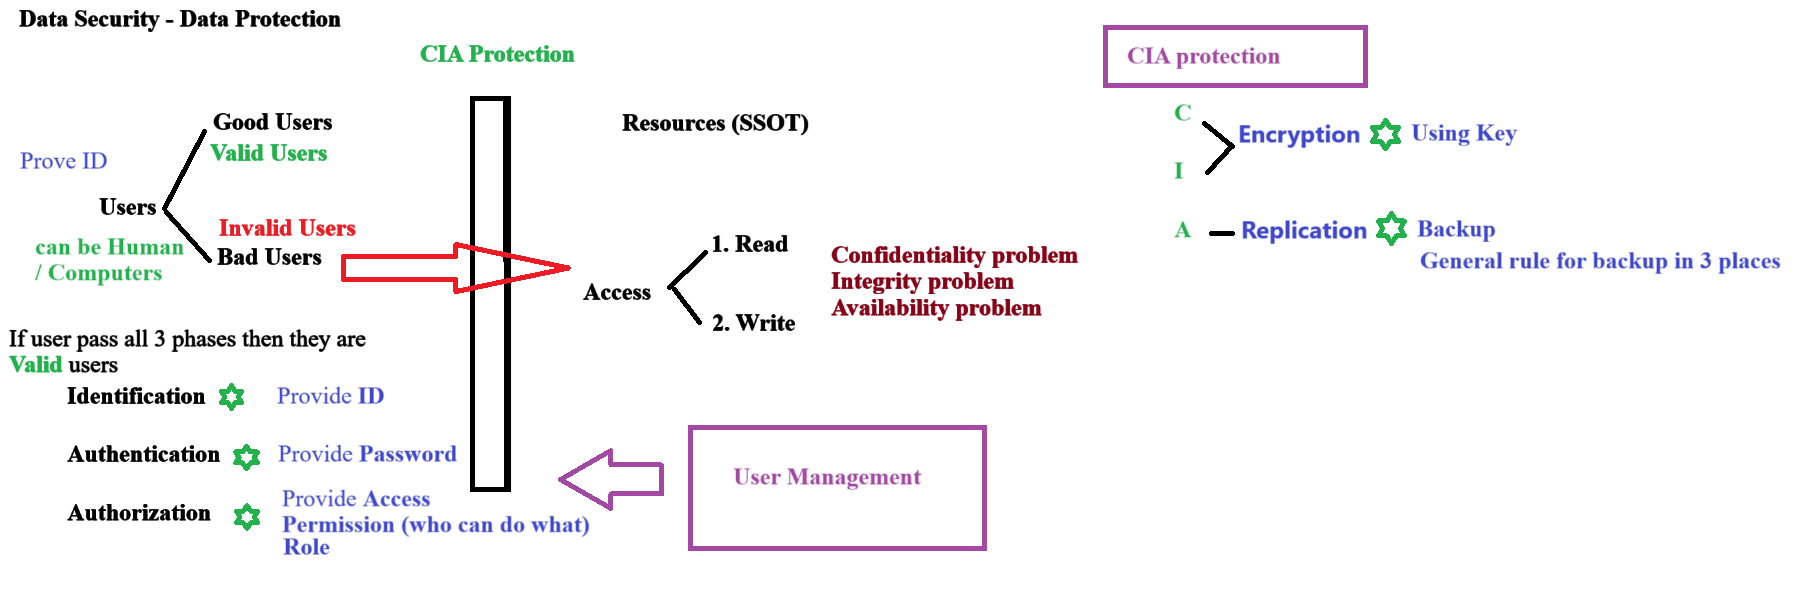 Data Security - Data Protection
CIA Protection
Good Users
Valid Users
Prove ID
Users
Invalid Users
Bad Users
can be Human
/ Computers
Resources (SSOT)
Access
1. Read
2. Write
Confidentiality problem
Integrity problem
Availability problem
If user pass all 3 phases then they are
Valid users
Identification
Provide ID
Authentication
Provide Password
Authorization
Provide Access
Permission (who can do what)
Role
User Management
CIA protection
C
I
Encryption
Using Key
A
Replication
Backup
General rule for backup in 3 places